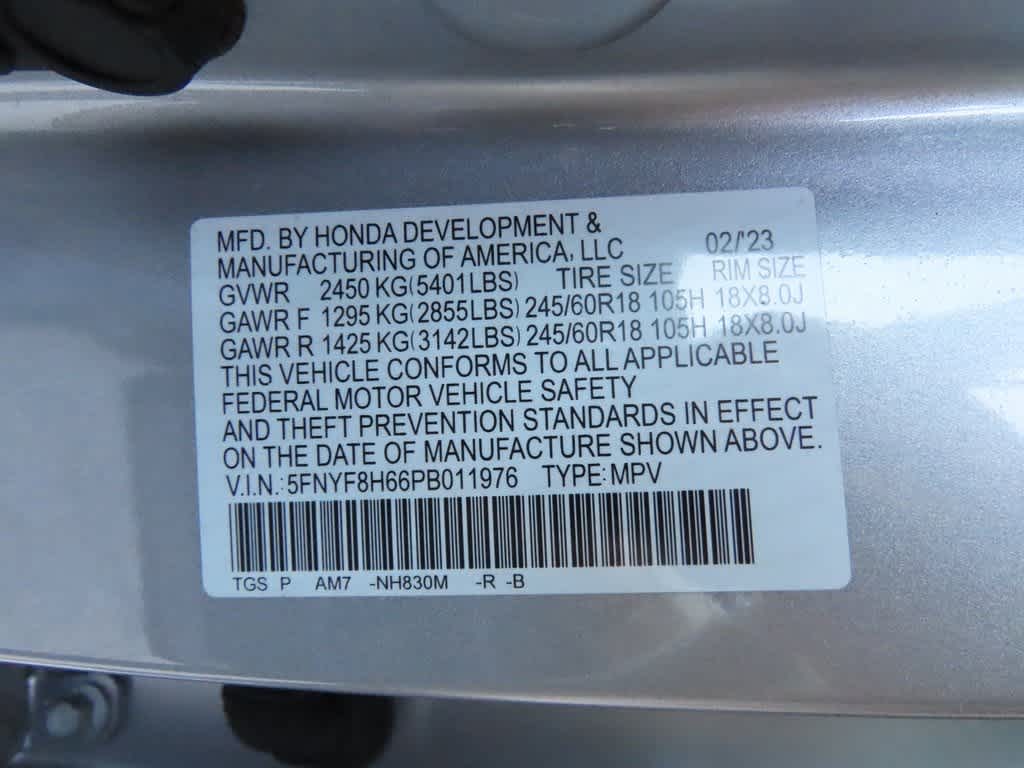 MFD. BY HONDA DEVELOPMENT &
MANUFACTURING OF AMERICA, LLC 02/'23
GVWR 2450 KG(5401LBS) TIRE SIZE RIM SIZE
GAWR F 1295 KG(2855LBS) 245/60R18 105H 18X8.0J
GAWR R 1425 KG(3142LBS) 245/60R18 105H 18X8.0J
THIS VEHICLE CONFORMS TO ALL APPLICABLE
FEDERAL MOTOR VEHICLE SAFETY
AND THEFT PREVENTION STANDARDS IN EFFECT
ON THE DATE OF MANUFACTURE SHOWN ABOVE.
V.I.N.: 5FNYF8H66PB011976 TYPE: MPV
TGS P AM7 -NH830M -R -B